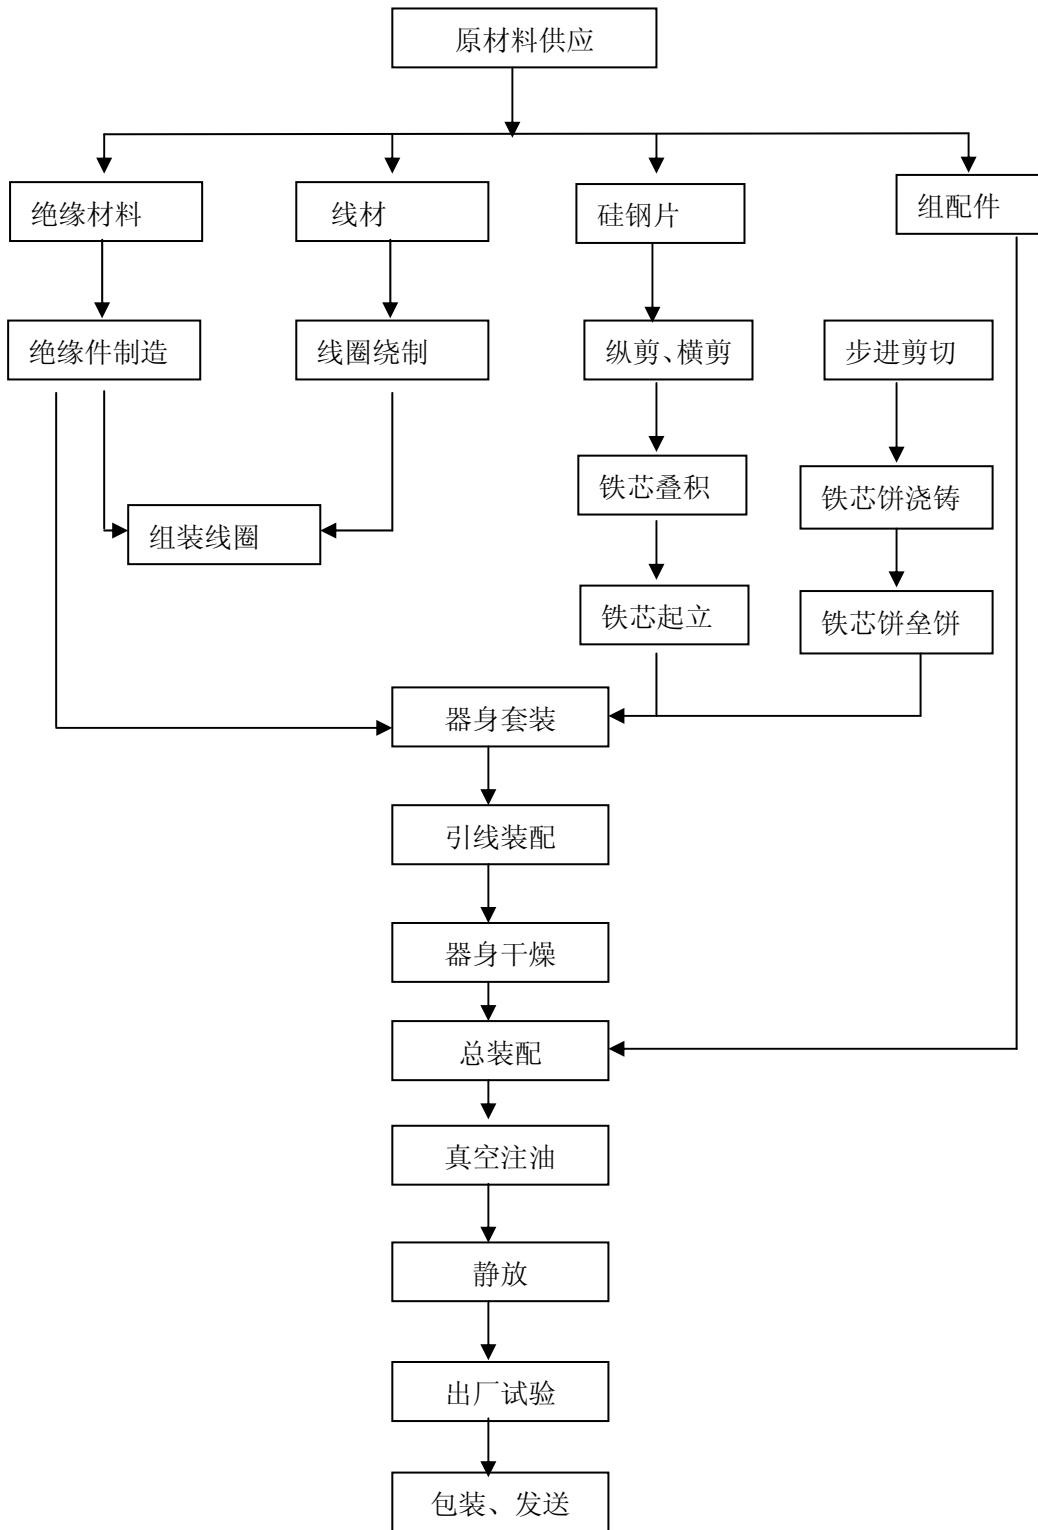 原材料供应
绝缘材料
线材
硅钢片
组配件
绝缘件制造
线圈绕制
纵剪、横剪
步进剪切
铁芯叠积
铁芯饼浇铸
组装线圈
铁芯起立
铁芯饼垒饼
器身套装
引线装配
器身干燥
总装配
真空注油
静放
出厂试验
包装、发送